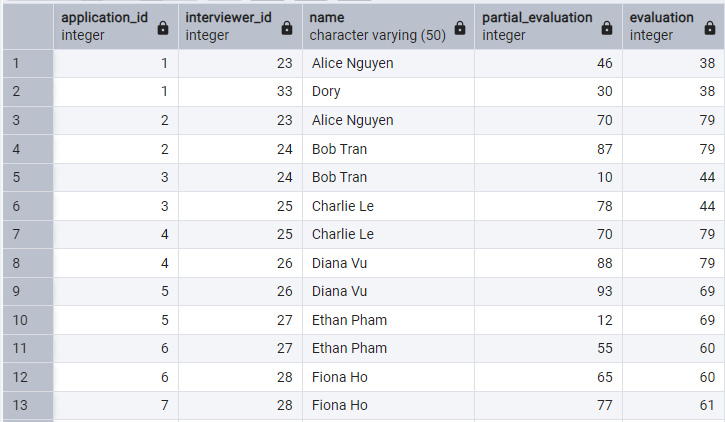 application_id interviewer_id name partial_evaluation evaluation
integer integer character varying (50) integer integer
1 1 23 Alice Nguyen 46 38
2 1 33 Dory 30 38
3 2 23 Alice Nguyen 70 79
4 2 24 Bob Tran 87 79
5 3 24 Bob Tran 10 44
6 3 25 Charlie Le 78 44
7 4 25 Charlie Le 70 79
8 4 26 Diana Vu 88 79
9 5 26 Diana Vu 93 69
10 5 27 Ethan Pham 12 69
11 6 27 Ethan Pham 55 60
12 6 28 Fiona Ho 65 60
13 7 28 Fiona Ho 77 61